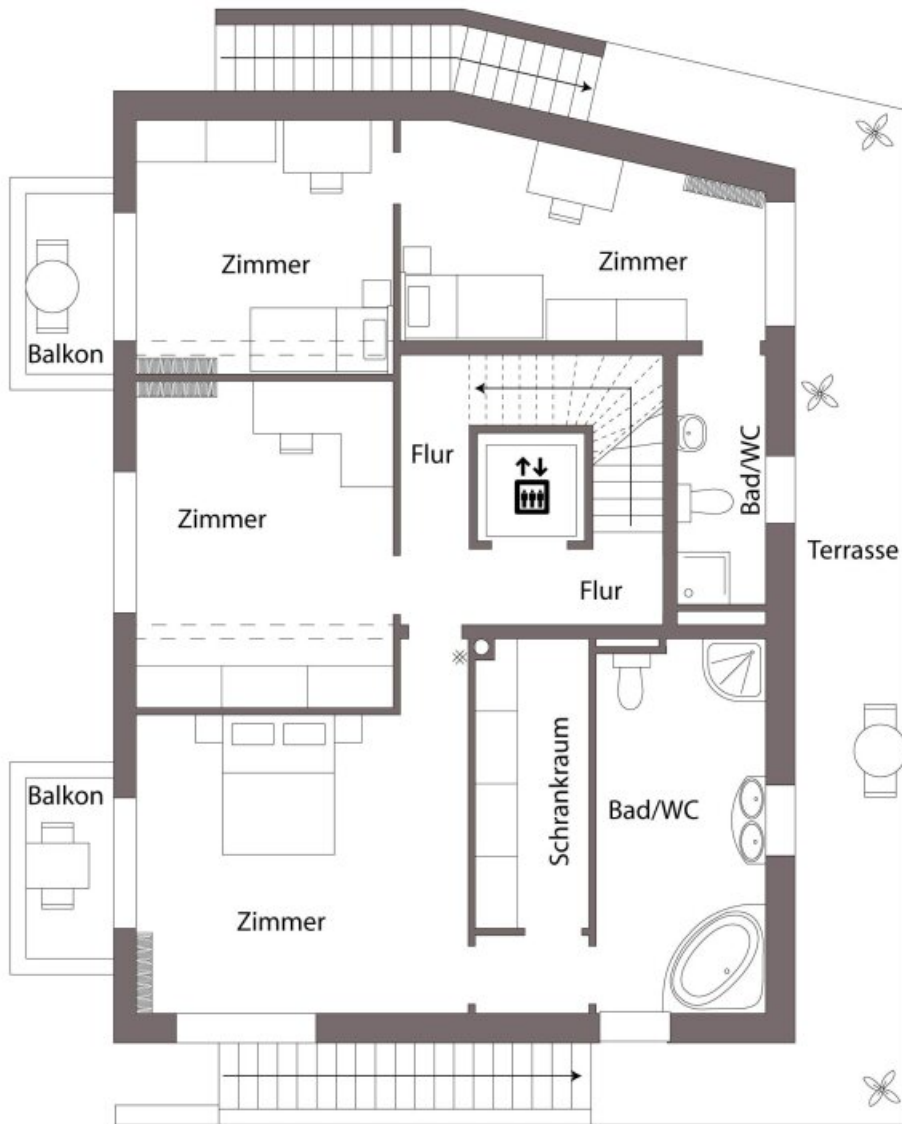 Zimmer
Zimmer
Balkon
Flur
Bad/WC
Zimmer
Terrasse
Flur
Balkon
Schrankraum
Bad/WC
Zimmer